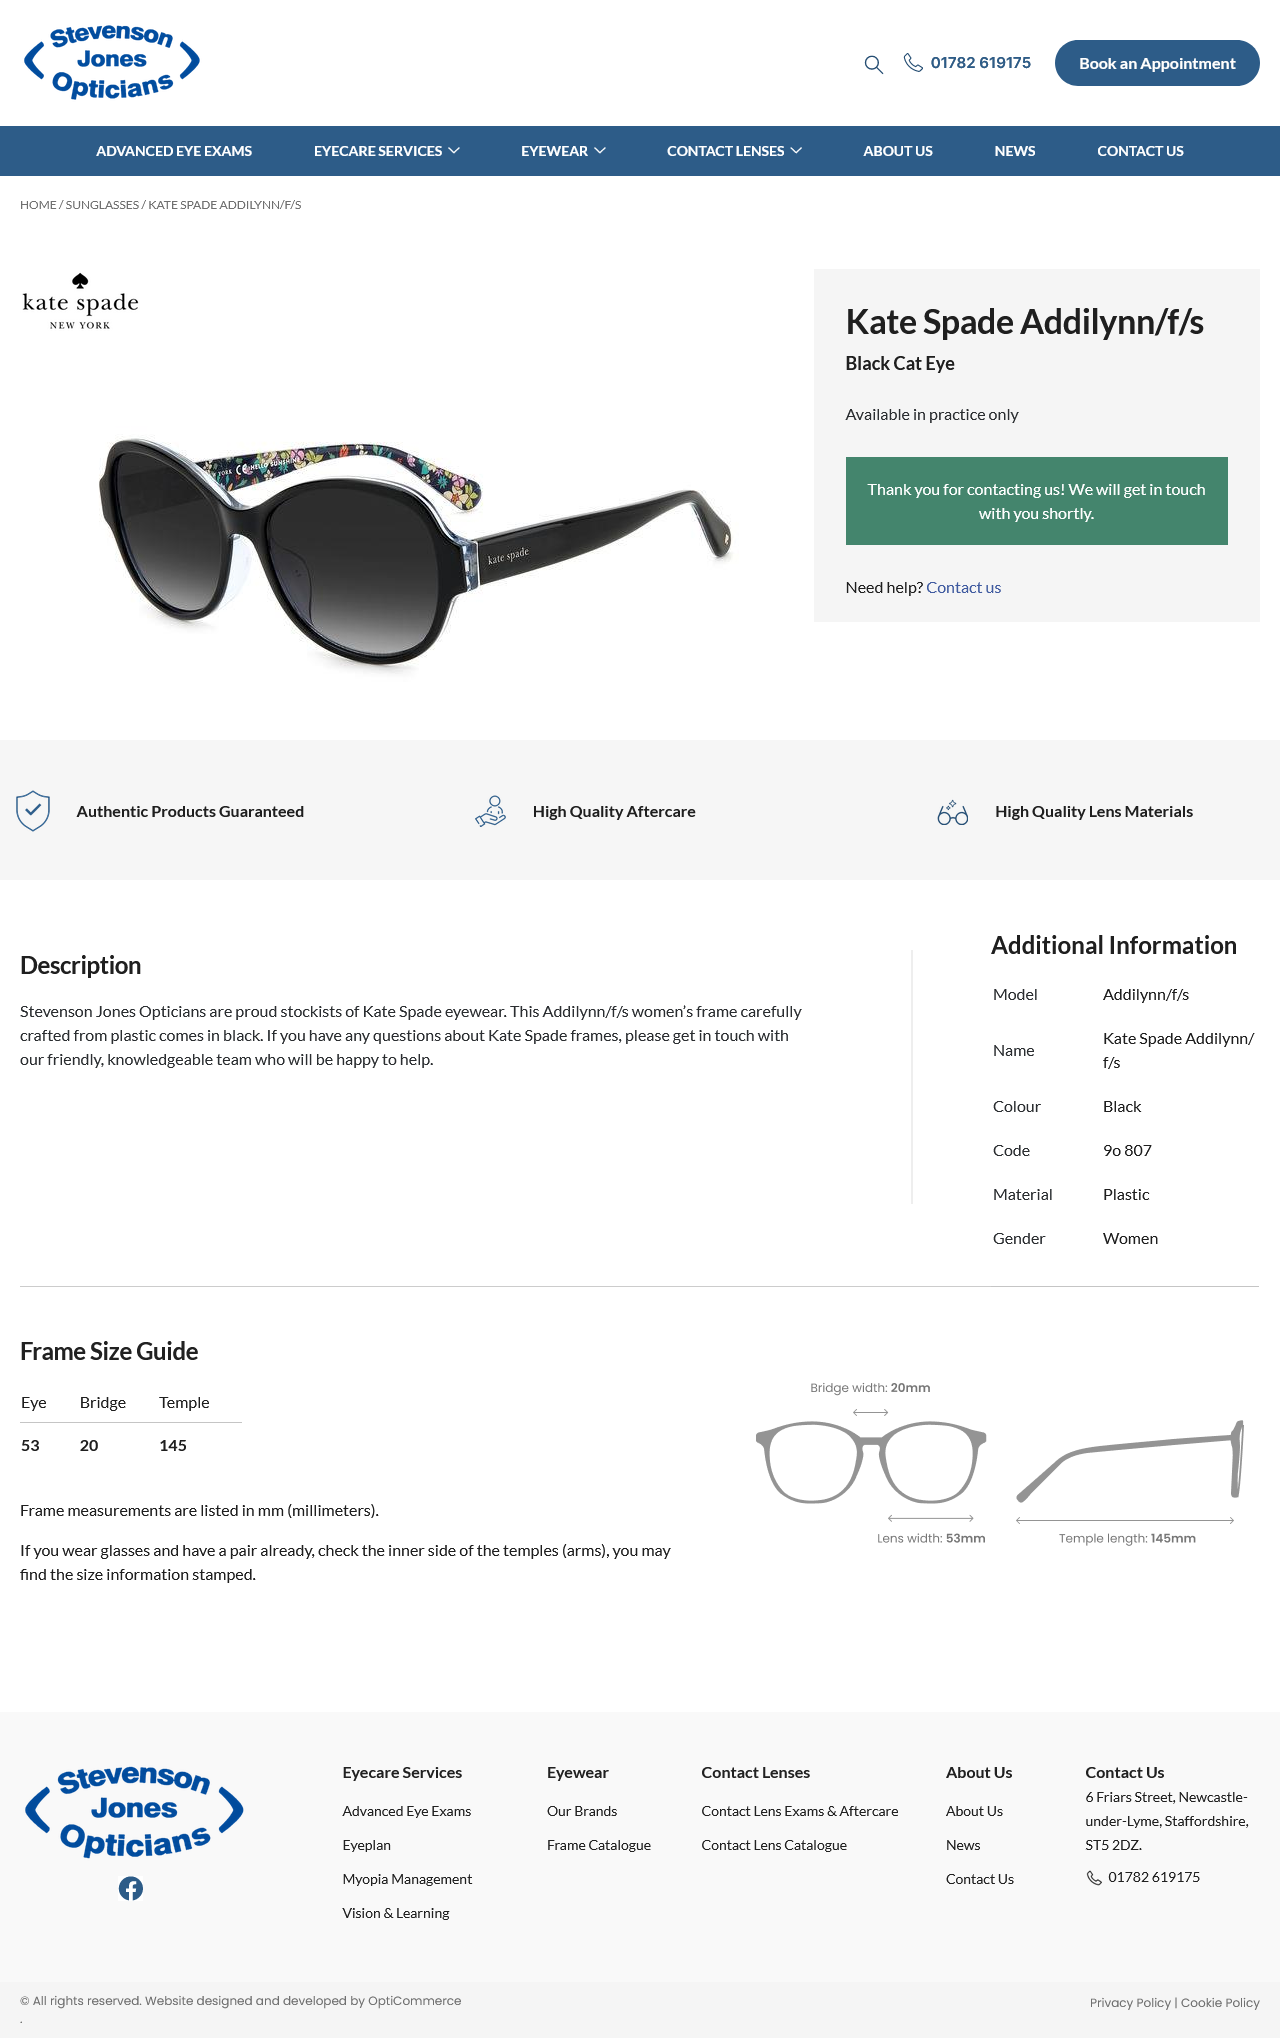 Stevenson
Jones
Opticians
01782 619175
Book an Appointment
ADVANCED EYE EXAMS
EYECARE SERVICES
EYEWEAR
CONTACT LENSES
ABOUT US
NEWS
CONTACT US
HOME / SUNGLASSES / KATE SPADE ADDILYNN/F/S
kate spade
NEW YORK
YORK CE HELLO SUNSHINE
kate spade
Kate Spade Addilynn/f/s
Black Cat Eye
Available in practice only
Thank you for contacting us! We will get in touch
with you shortly.
Need help? Contact us
Authentic Products Guaranteed
High Quality Aftercare
High Quality Lens Materials
Description
Stevenson Jones Opticians are proud stockists of Kate Spade eyewear. This Addilynn/f/s women’s frame carefully
crafted from plastic comes in black. If you have any questions about Kate Spade frames, please get in touch with
our friendly, knowledgeable team who will be happy to help.
Additional Information
Model Addilynn/f/s
Name Kate Spade Addilynn/
f/s
Colour Black
Code 9o 807
Material Plastic
Gender Women
Frame Size Guide
Eye Bridge Temple
53 20 145
Frame measurements are listed in mm (millimeters).
If you wear glasses and have a pair already, check the inner side of the temples (arms), you may
find the size information stamped.
Bridge width: 20mm
Lens width: 53mm
Temple length: 145mm
Stevenson
Jones
Opticians
Eyecare Services
Advanced Eye Exams
Eyeplan
Myopia Management
Vision & Learning
Eyewear
Our Brands
Frame Catalogue
Contact Lenses
Contact Lens Exams & Aftercare
Contact Lens Catalogue
About Us
About Us
News
Contact Us
Contact Us
6 Friars Street, Newcastle-
under-Lyme, Staffordshire,
ST5 2DZ.
01782 619175
© All rights reserved. Website designed and developed by OptiCommerce
.
Privacy Policy | Cookie Policy